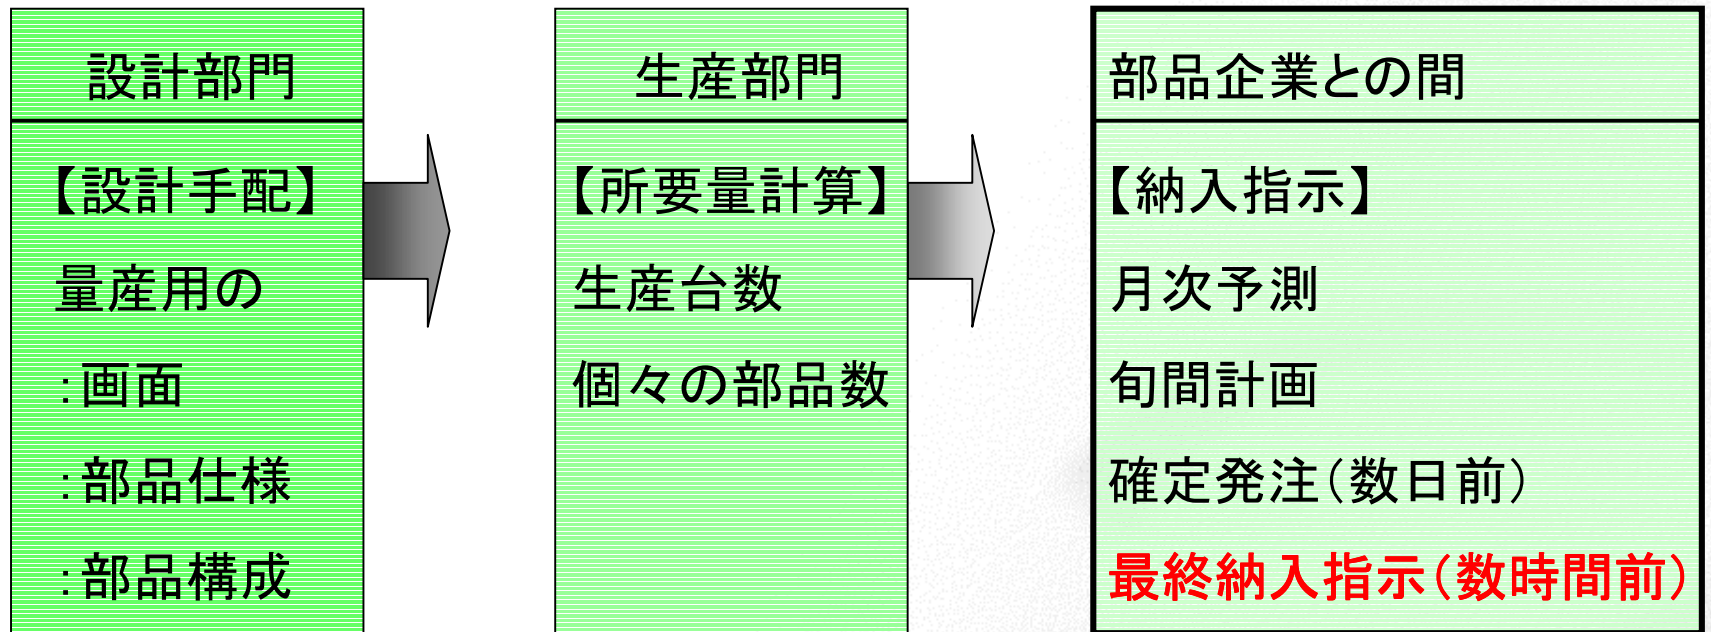 設計部門
【設計手配】
量産用の
:画面
:部品仕様
:部品構成
生産部門
【所要量計算】
生産台数
個々の部品数
部品企業との間
【納入指示】
月次予測
旬間計画
確定発注(数日前)
最終納入指示(数時間前)